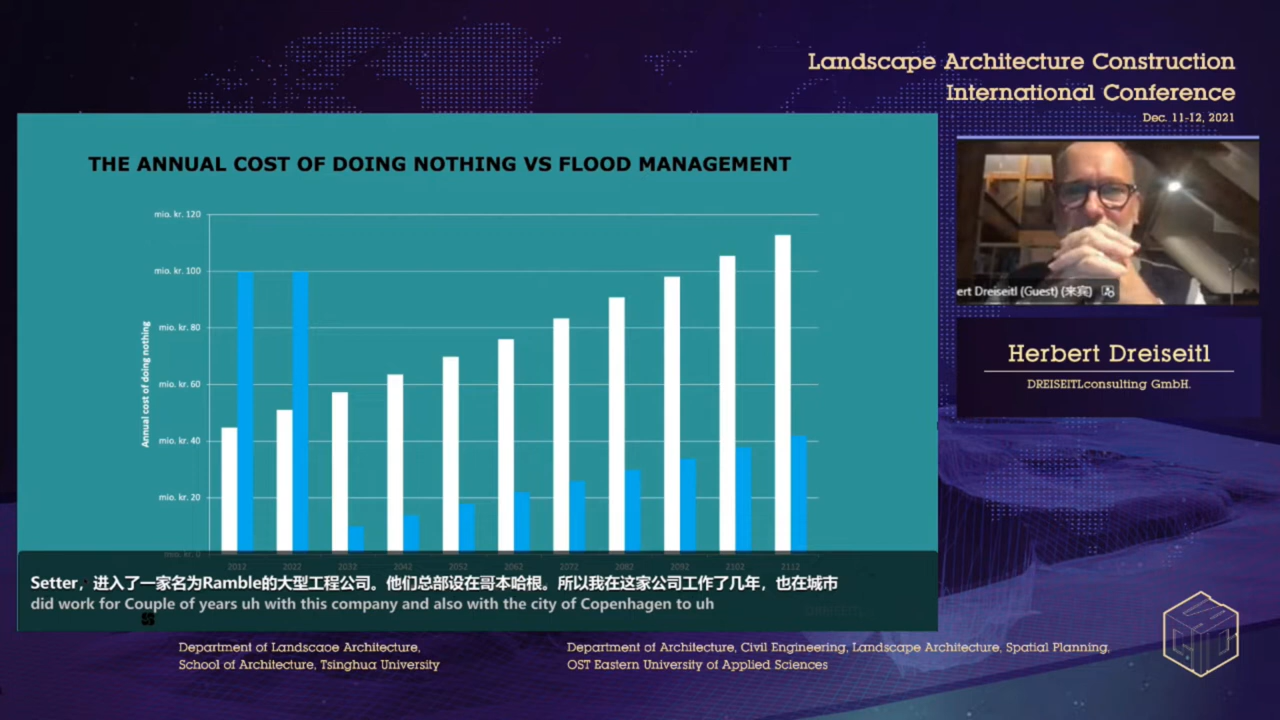 Landscape Architecture Construction
International Conference
Dec. 11-12, 2021
THE ANNUAL COST OF DOING NOTHING VS FLOOD MANAGEMENT
mio. kr. 120
mio. kr. 100
mio. kr. 80
mio. kr. 60
mio. kr. 40
mio. kr. 20
mio. kr. 0
Annual cost of doing nothing
2012 2022 2032 2042 2052 2062 2072 2082 2092 2102 2112
ert Dreiseitl (Guest) (来宾)
Herbert Dreiseitl
DREISEITLconsulting GmbH.
Setter，进入了一家名为Ramble的大型工程公司。他们总部设在哥本哈根。所以我在这家公司工作了几年，也在城市
did work for Couple of years uh with this company and also with the city of Copenhagen to uh
Department of Landscaoe Architecture,
School of Architecture, Tsinghua University
Department of Architecture, Civil Engineering, Landscape Architecture, Spatial Planning,
OST Eastern University of Applied Sciences